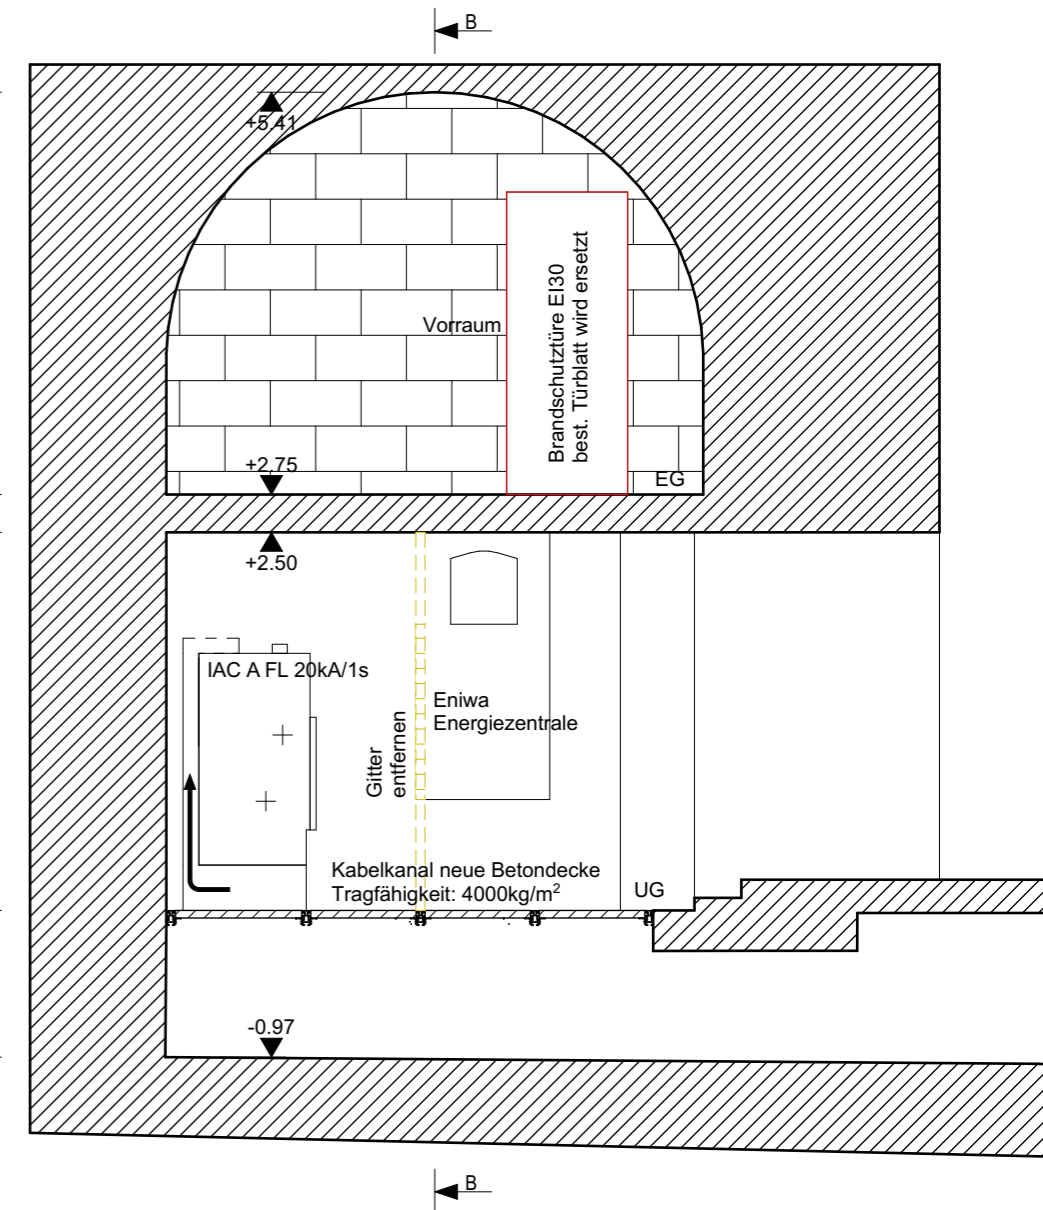 B
+5.41
Vorraum
Brandschutztüre EI30
best. Türblatt wird ersetzt
+2.75
EG
+2.50
IAC A FL 20kA/1s
Eniwa
Energiezentrale
Gitter
entfernen
Kabelkanal neue Betondecke
Tragfähigkeit: 4000kg/m²
UG
-0.97
B